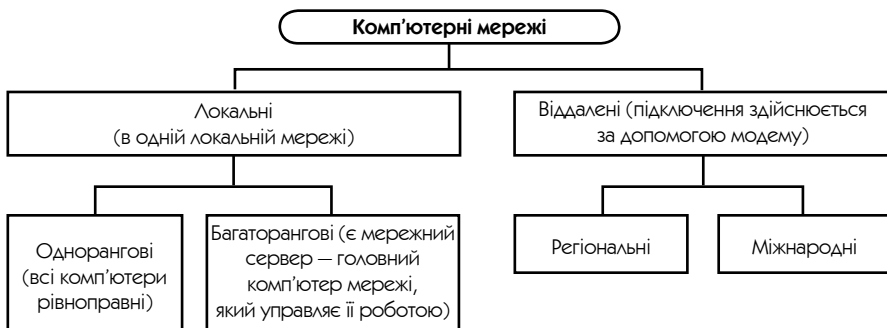 Комп’ютерні мережі
Локальні
(в одній локальній мережі)
Віддалені (підключення здійснюється
за допомогою модему)
Однорангові
(всі комп’ютери
рівноправні)
Багаторангові (є мережний
сервер — головний
комп’ютер мережі,
який управляє її роботою)
Регіональні
Міжнародні